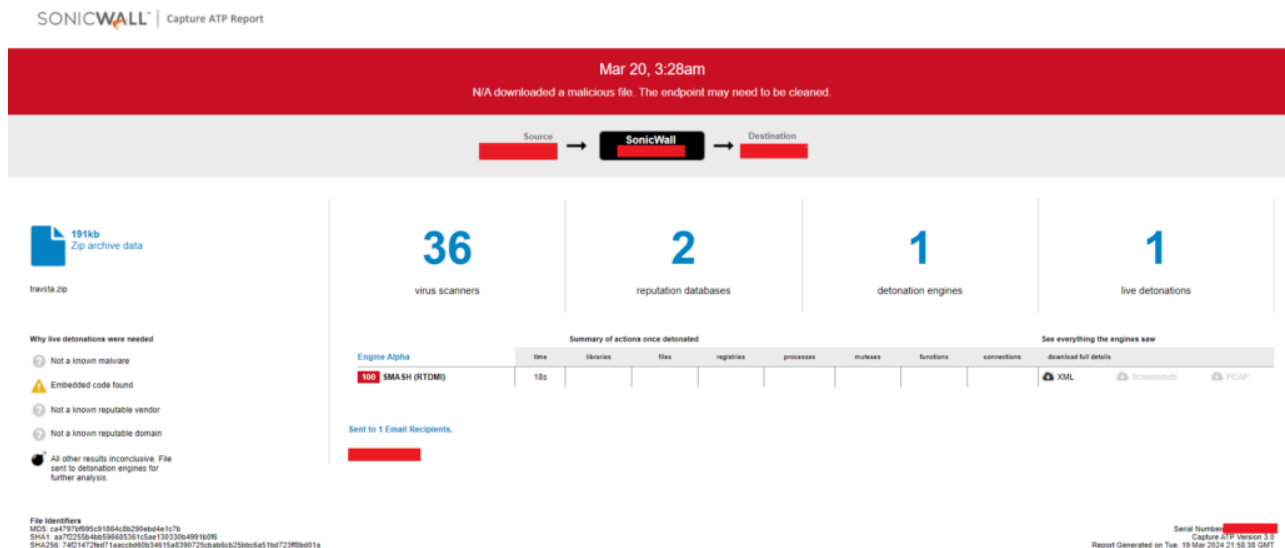 SONICWALL™ | Capture ATP Report
Mar 20, 3:28am
N/A downloaded a malicious file. The endpoint may need to be cleaned.
Source
SonicWall
Destination
191kb
Zip archive data
travsta.zip
36
virus scanners
2
reputation databases
1
detonation engines
1
live detonations
Why live detonations were needed
Not a known malware
Embedded code found
Not a known reputable vendor
Not a known reputable domain
All other results inconclusive. File
sent to detonation engines for
further analysis.
Summary of actions once detonated
See everything the engines saw
Engine Alpha time libraries files registries processes mutexes functions connections download full details
100 SMASH (RTDMI) 18s XML Screenshots PCAP
Sent to 1 Email Recipients.
File Identifiers
MD5: ca4797bf995c91864c8b290ebd4e1c7b
SHA1: aa7f2255b4bb596685361c5ae130330b4991b0f6
SHA256:
Serial Number
Capture ATP Version 3.0
Report Generated on Tue, 19 Mar 2024 21:58:38 GMT